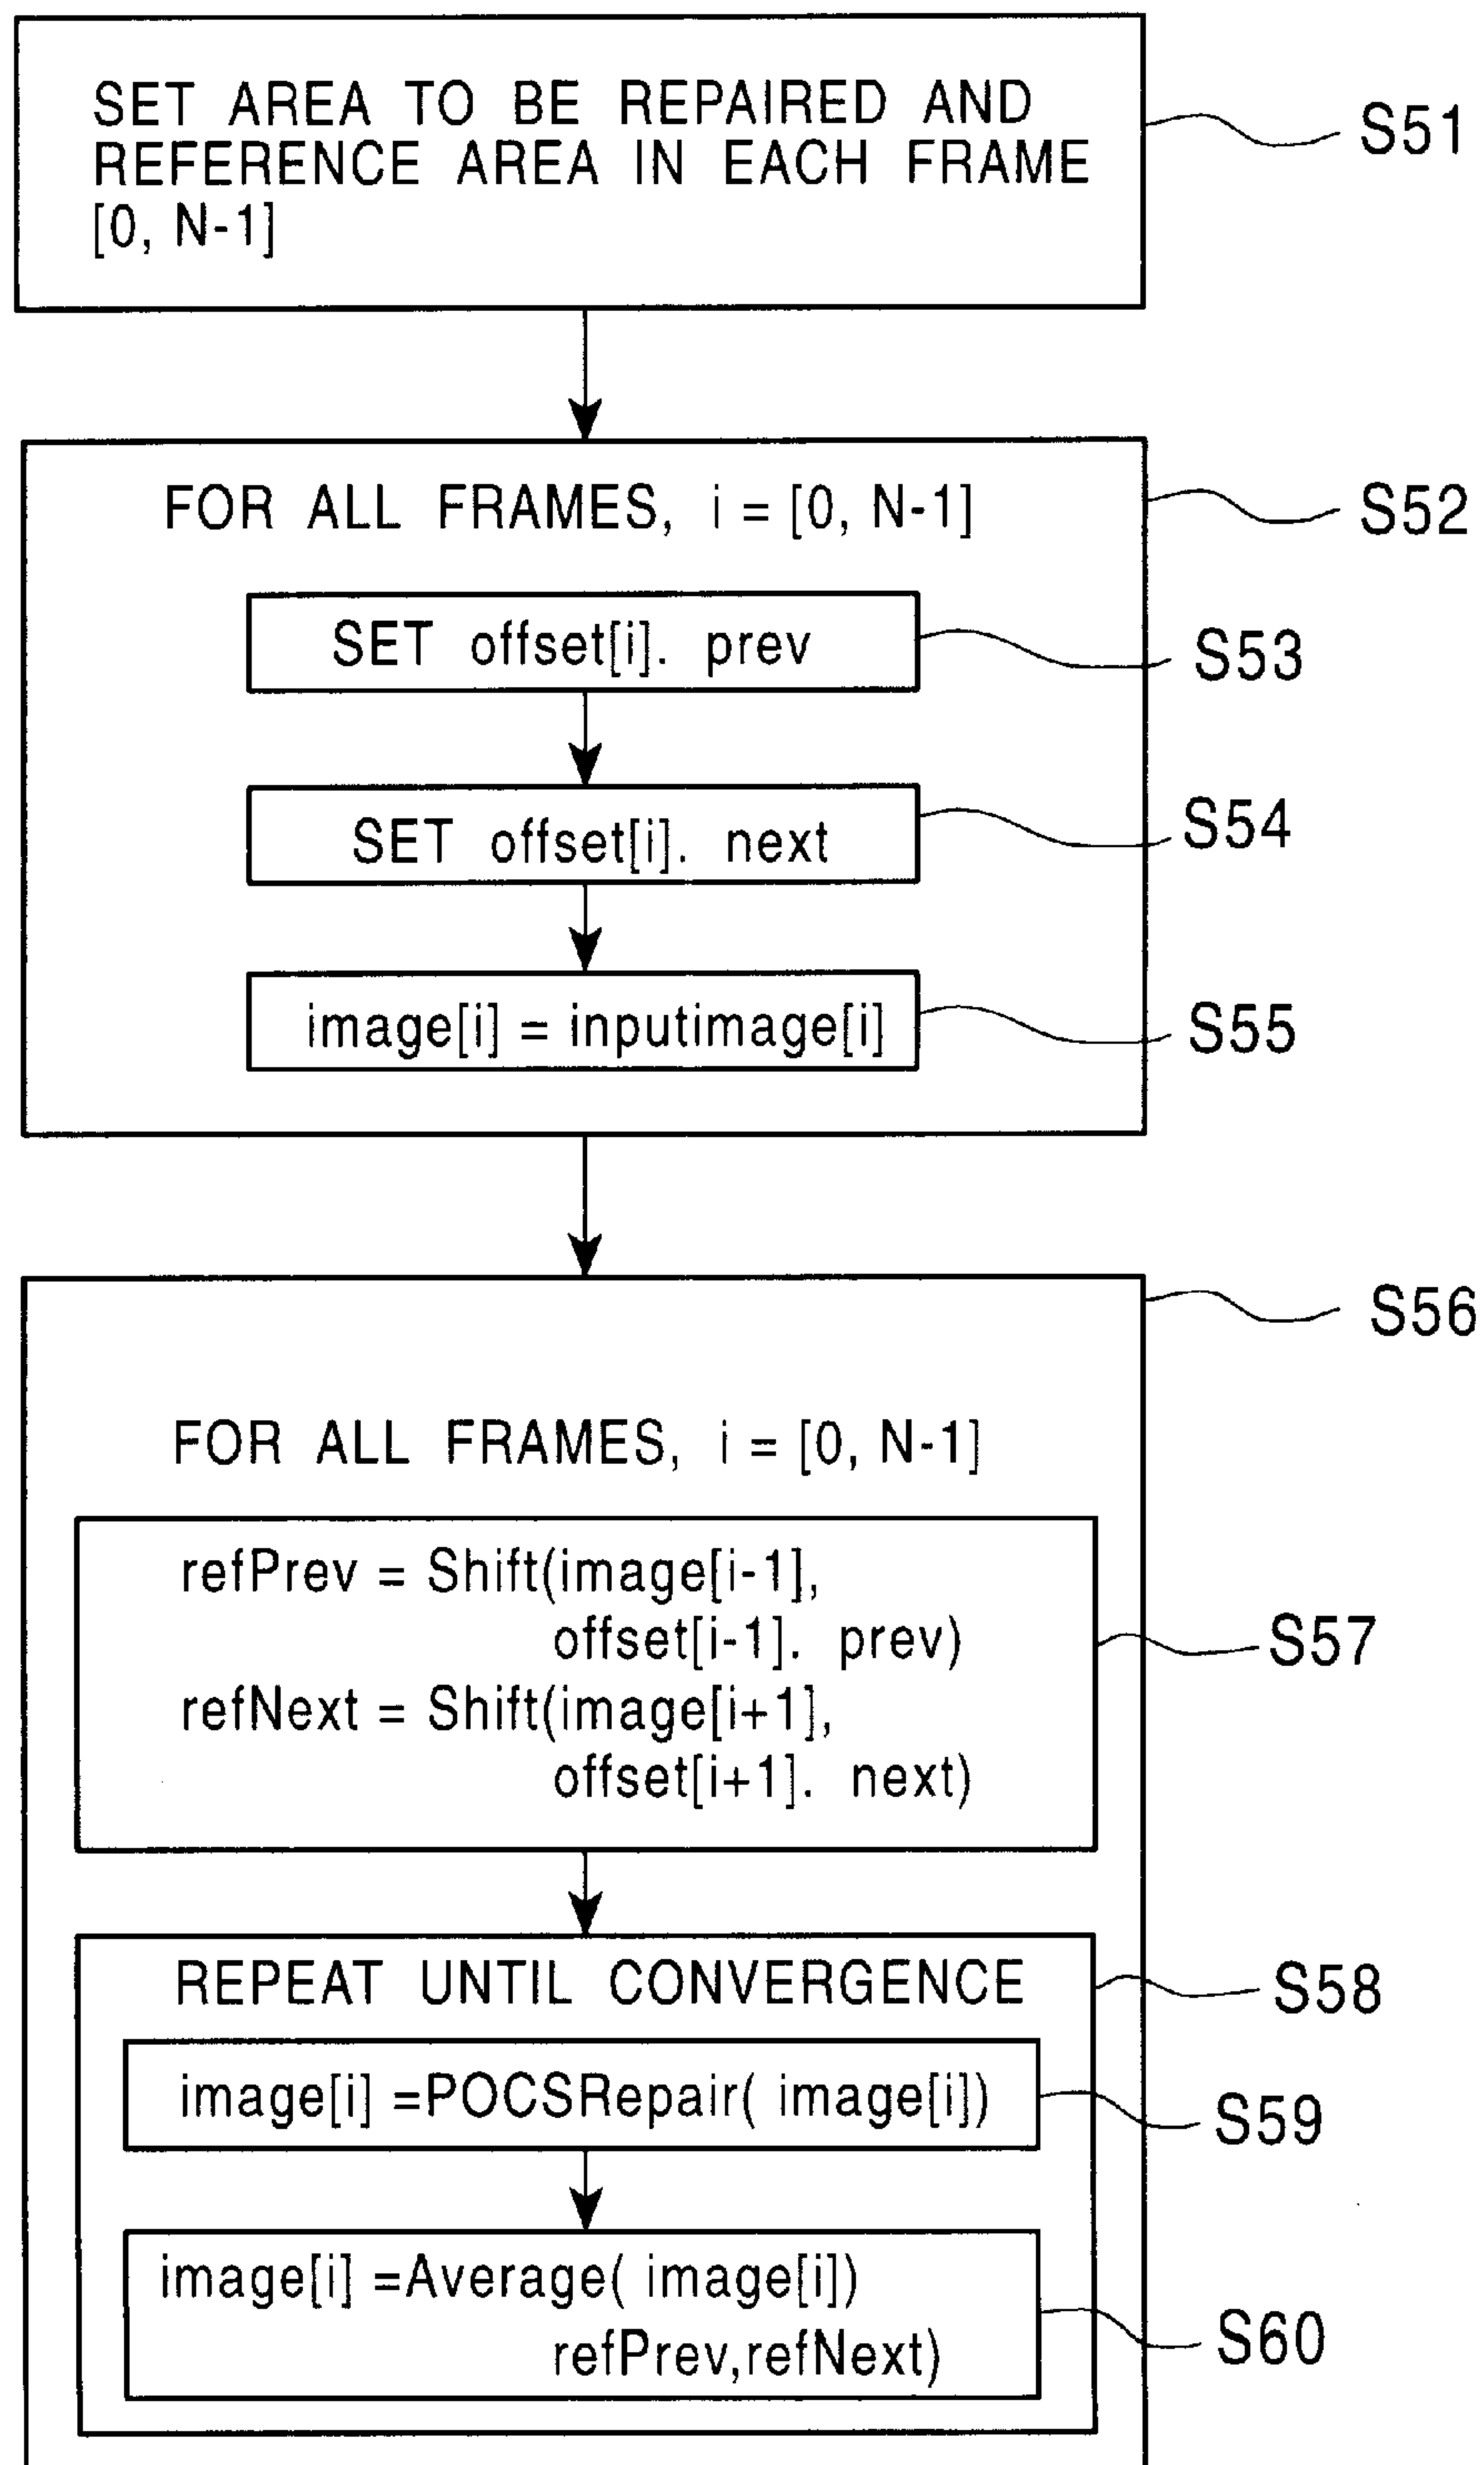 SET AREA TO BE REPAIRED AND
REFERENCE AREA IN EACH FRAME
[0, N-1]
S51
FOR ALL FRAMES, i = [0, N-1]
S52
SET offset[i]. prev
S53
SET offset[i]. next
S54
image[i] = inputimage[i]
S55
S56
FOR ALL FRAMES, i = [0, N-1]
refPrev = Shift(image[i-1],
offset[i-1]. prev)
refNext = Shift(image[i+1],
offset[i+1]. next)
S57
REPEAT UNTIL CONVERGENCE
S58
image[i] =POCSRepair( image[i])
S59
image[i] =Average( image[i])
refPrev,refNext)
S60